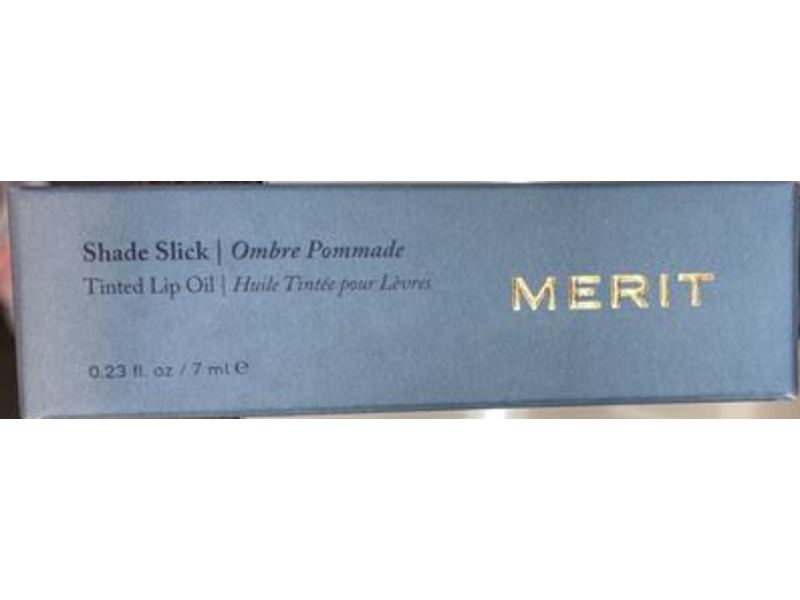 Shade Slick | Ombre Pommade
Tinted Lip Oil | Huile Tintée pour Lèvres
MERIT
0.23 fl. oz / 7 ml ℮